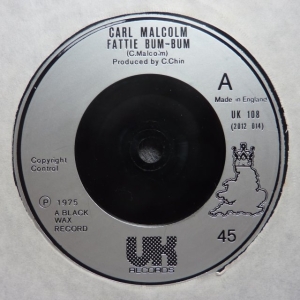 CARL MALCOLM
FATTIE BUM-BUM
(C.Malcolm)
Produced by C.Chin
A
Made in England
UK 108
(2012 014)
Copyright
Control
P 1975
A BLACK
WAX
RECORD
45
UK
RECORDS